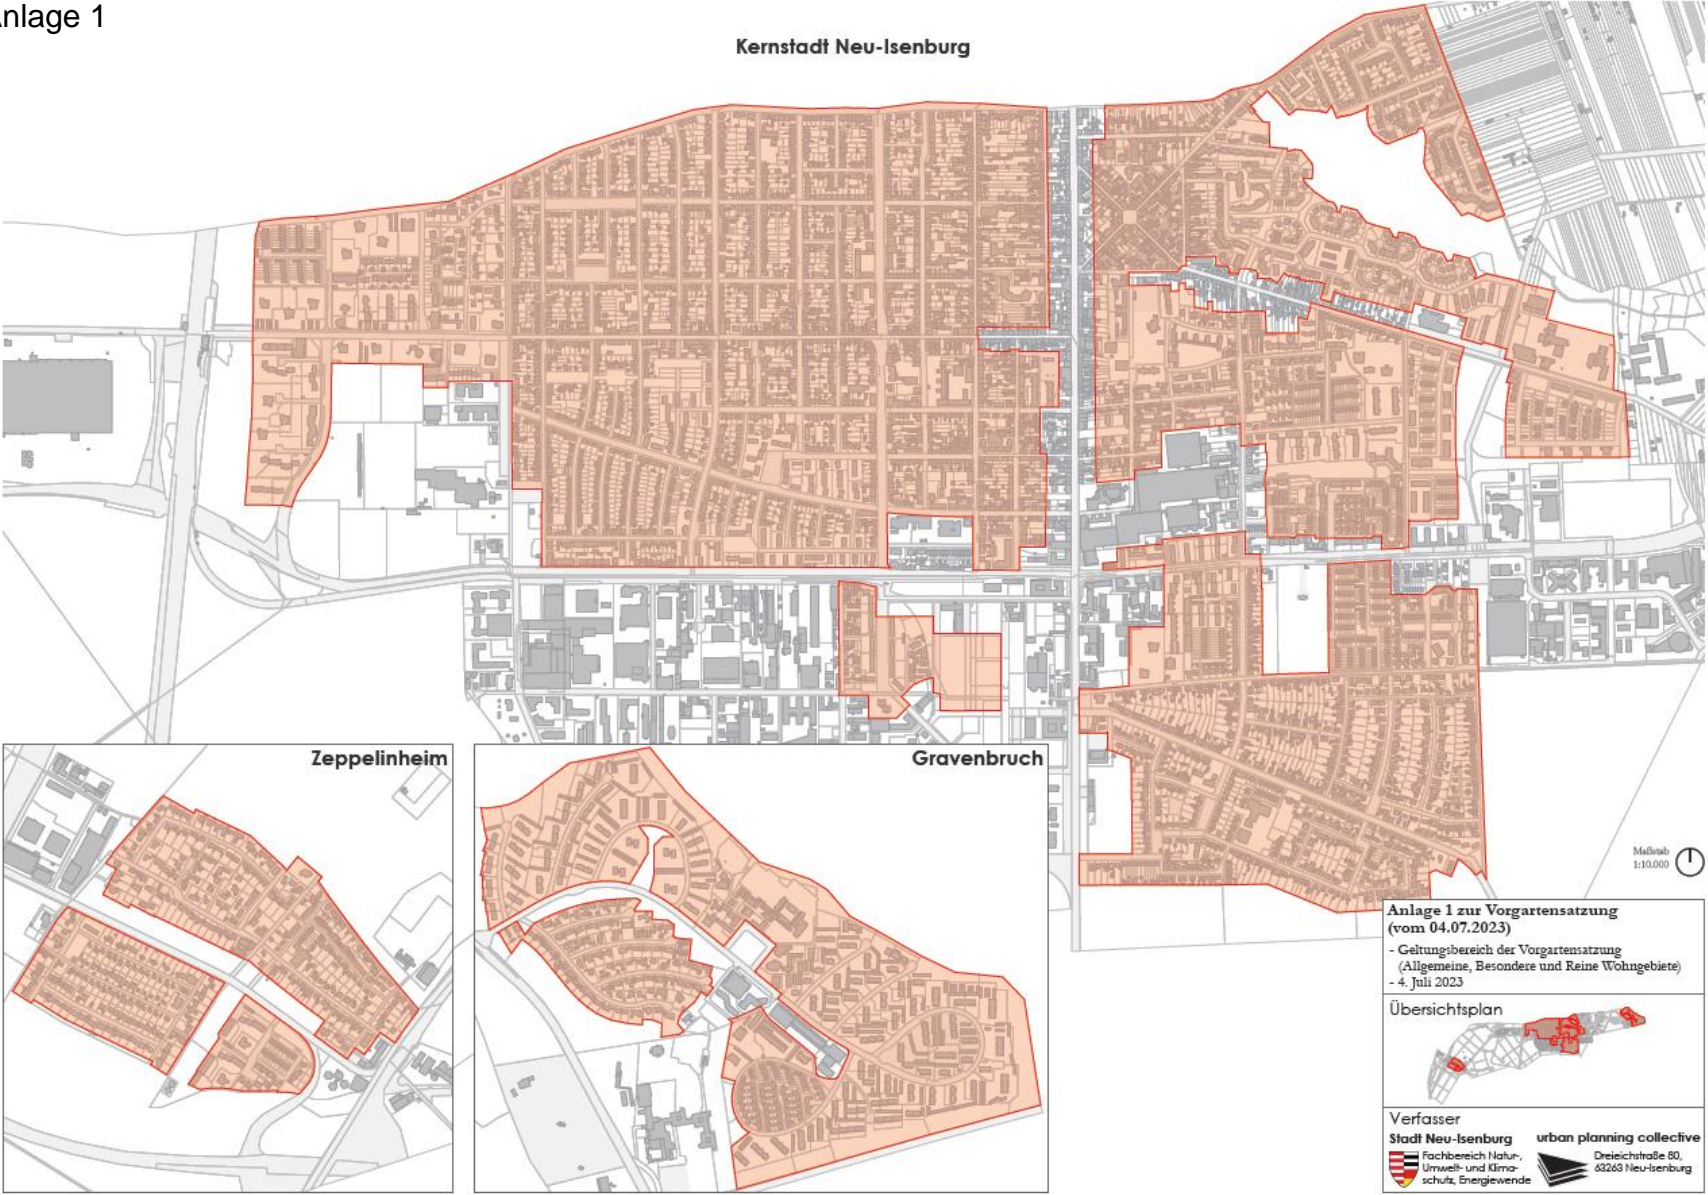 nlage 1
Kernstadt Neu-Isenburg
Zeppelinheim
Gravenbruch
Maßstab
1:10.000
Anlage 1 zur Vorgartensatzung
(vom 04.07.2023)
- Geltungsbereich der Vorgartensatzung
(Allgemeine, Besondere und Reine Wohngebiete)
- 4. Juli 2023
Übersichtsplan
Verfasser
Stadt Neu-Isenburg
Fachbereich Natur-,
Umwelt- und Klima-
schutz, Energiewende
urban planning collective
Dreieichstraße 80,
63263 Neu-Isenburg